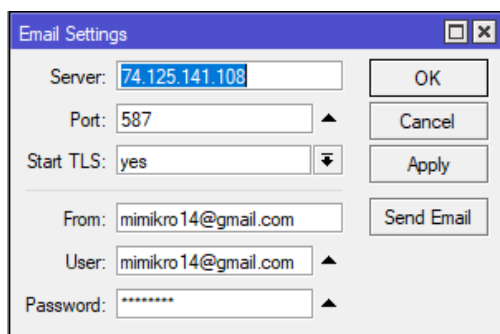 Email Settings
Server: 74.125.141.108 OK
Port: 587 Cancel
Start TLS: yes Apply
From: mimikro14@gmail.com Send Email
User: mimikro14@gmail.com
Password: ********